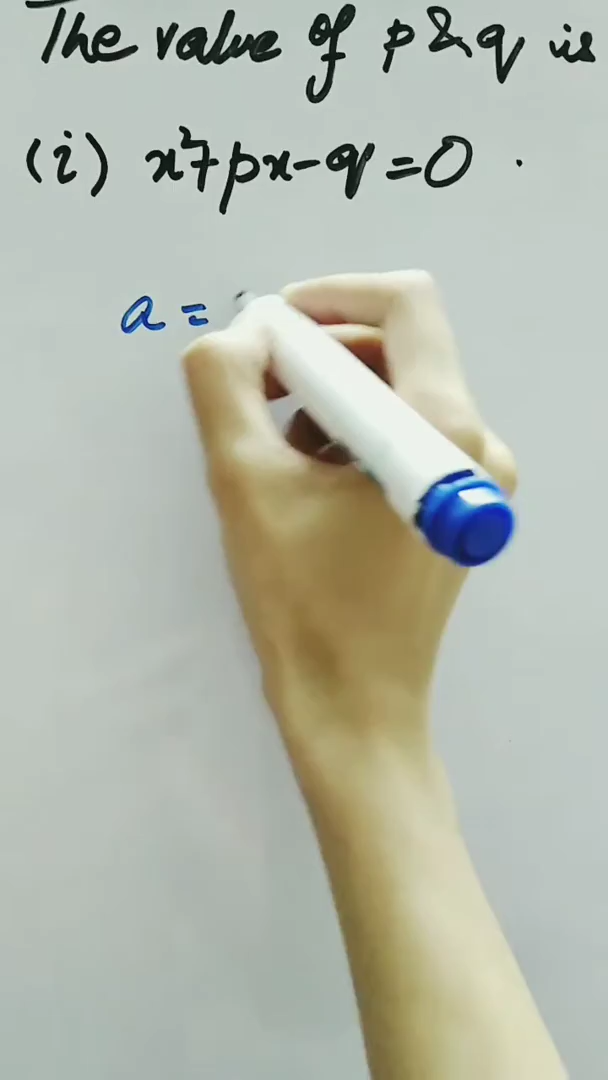 The value of p & q is
(i) x²+px-q=0.
a =